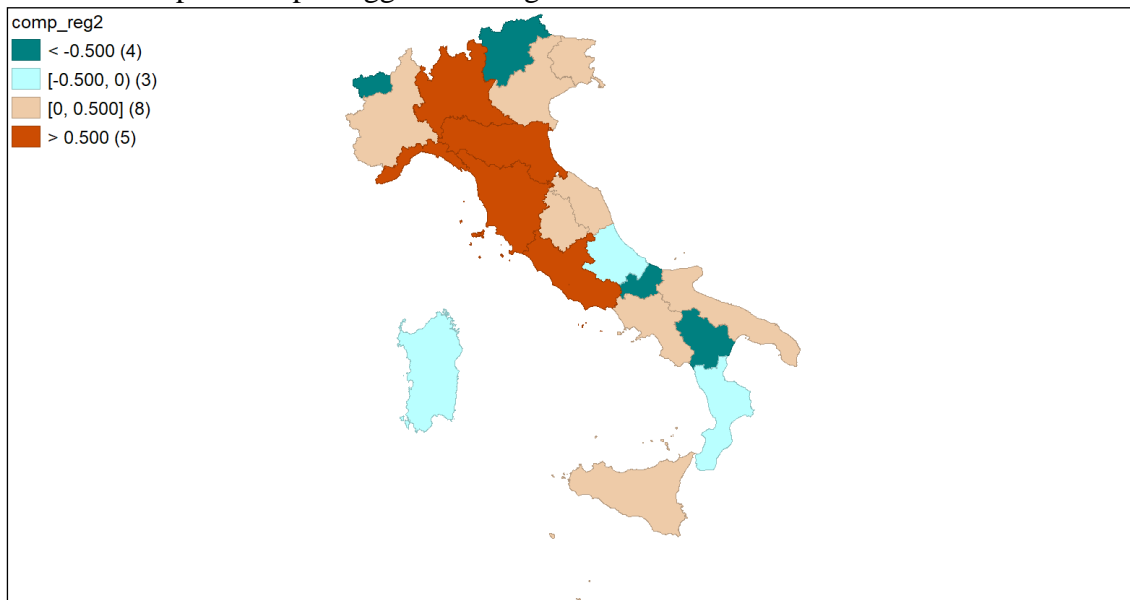 comp_reg2
< -0.500 (4)
[-0.500, 0) (3)
[0, 0.500] (8)
> 0.500 (5)